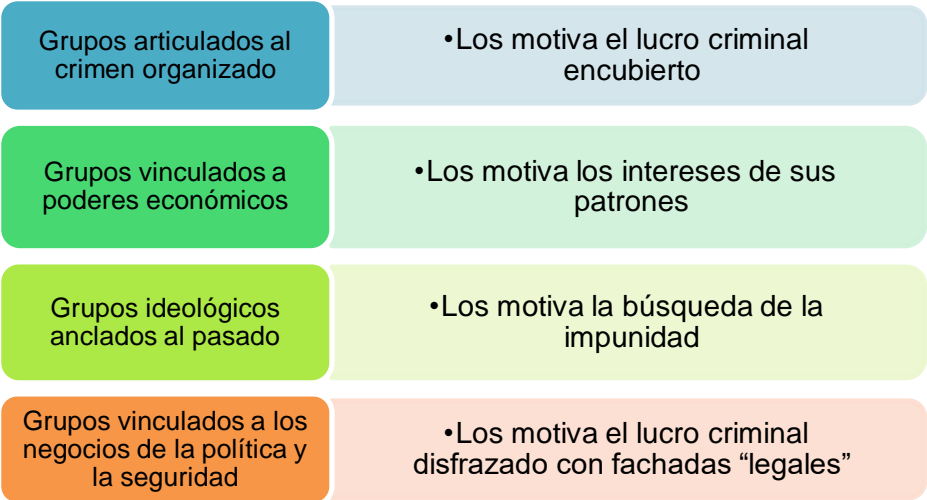 Grupos articulados al
crimen organizado
•Los motiva el lucro criminal
encubierto
Grupos vinculados a
poderes económicos
•Los motiva los intereses de sus
patrones
Grupos ideológicos
anclados al pasado
•Los motiva la búsqueda de la
impunidad
Grupos vinculados a los
negocios de la política y
la seguridad
•Los motiva el lucro criminal
disfrazado con fachadas “legales”